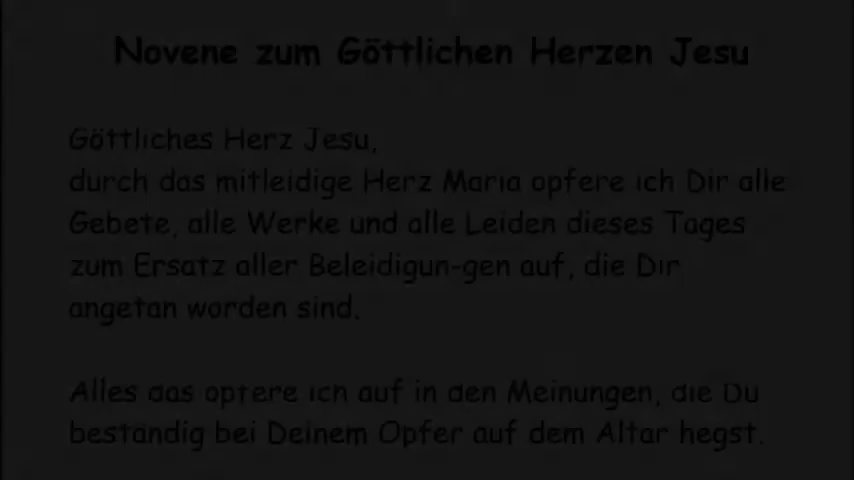 Novene zum Göttlichen Herzen Jesu
Göttliches Herz Jesu,
durch das mitleidige Herz Maria opfere ich Dir alle
Gebete, alle Werke und alle Leiden dieses Tages
zum Ersatz aller Beleidigun-gen auf, die Dir
angetan worden sind.
Alles das opfere ich auf in den Meinungen, die Du
beständig bei Deinem Opfer auf dem Altar hegst.